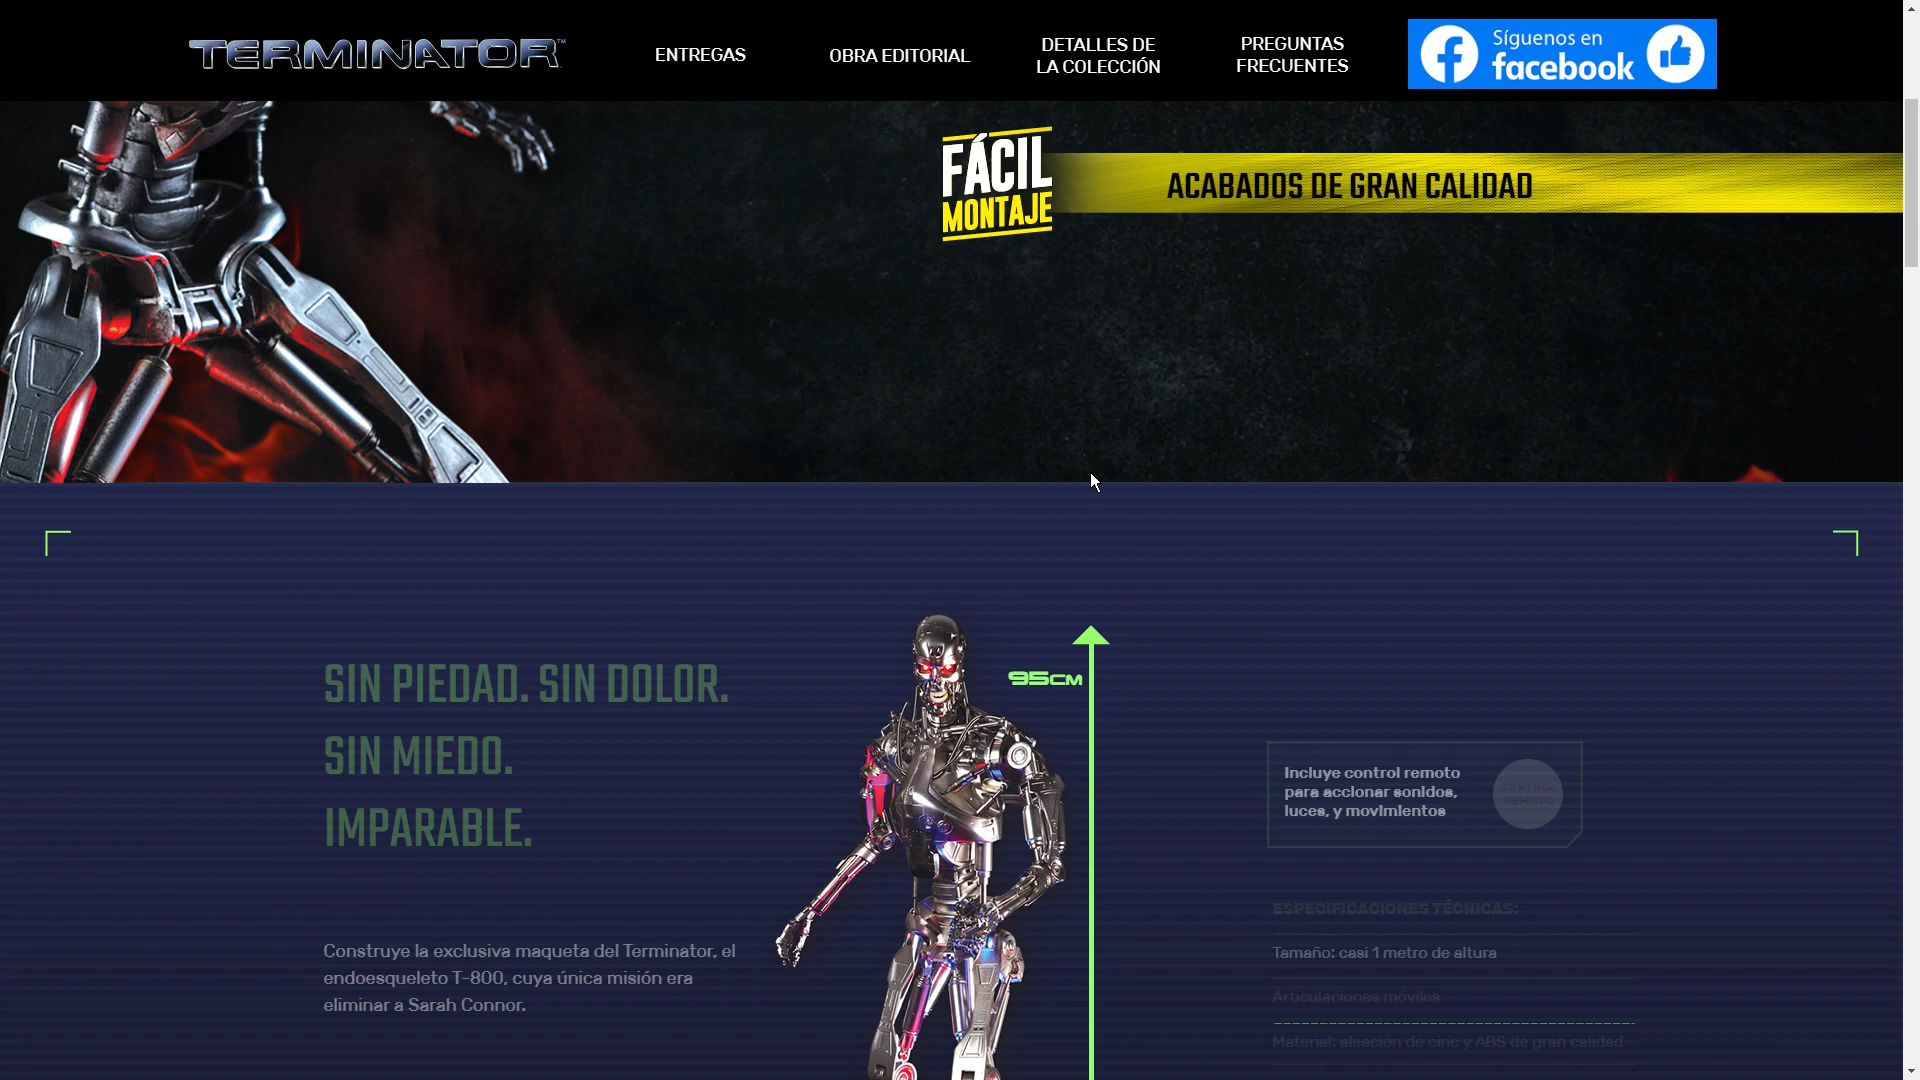 TERMINATOR™
ENTREGAS
OBRA EDITORIAL
DETALLES DE
LA COLECCIÓN
PREGUNTAS
FRECUENTES
Síguenos en
facebook
FÁCIL
MONTAJE
ACABADOS DE GRAN CALIDAD
SIN PIEDAD. SIN DOLOR.
SIN MIEDO.
IMPARABLE.
95CM
Incluye control remoto
para accionar sonidos,
luces, y movimientos
CONTROL
REMOTO
Construye la exclusiva maqueta del Terminator, el
endoesqueleto T-800, cuya única misión era
eliminar a Sarah Connor.
ESPECIFICACIONES TÉCNICAS:
Tamaño: casi 1 metro de altura
Articulaciones móviles
Material: aleación de cinc y ABS de gran calidad